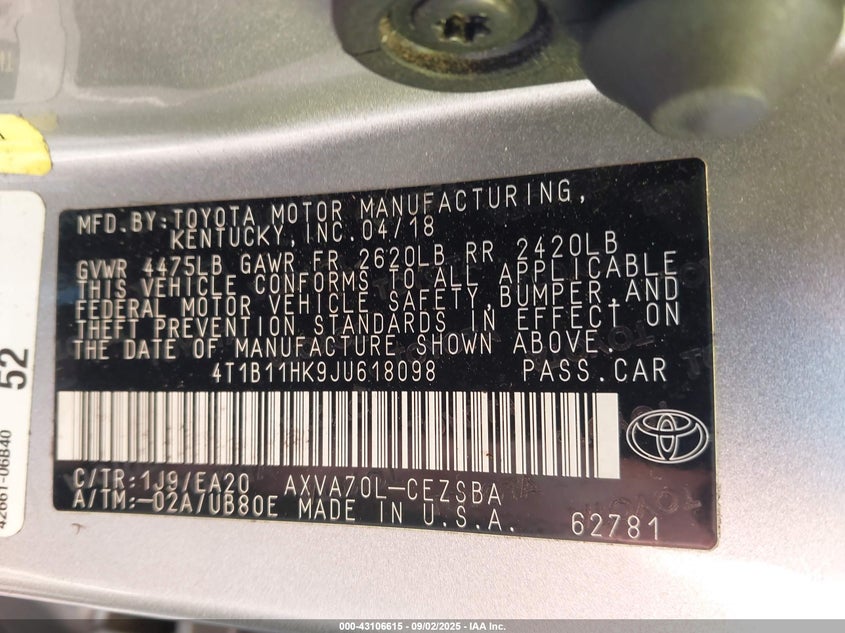 MFD.BY:TOYOTA MOTOR MANUFACTURING,
KENTUCKY,INC.04/18
GVWR 4475LB GAWR FR 2620LB RR 2420LB
THIS VEHICLE CONFORMS TO ALL APPLICABLE
FEDERAL MOTOR VEHICLE SAFETY,BUMPER,AND
THEFT PREVENTION STANDARDS IN EFFECT ON
THE DATE OF MANUFACTURE SHOWN ABOVE.
4T1B11HK9JU618098 PASS.CAR
C/TR:1J9/EA20 AXVA70L-CEZSBA
A/TM:-02A/UB80E MADE IN U.S.A. 62781
52
42661-06B40
000-43106615 - 09/02/2025 - IAA Inc.